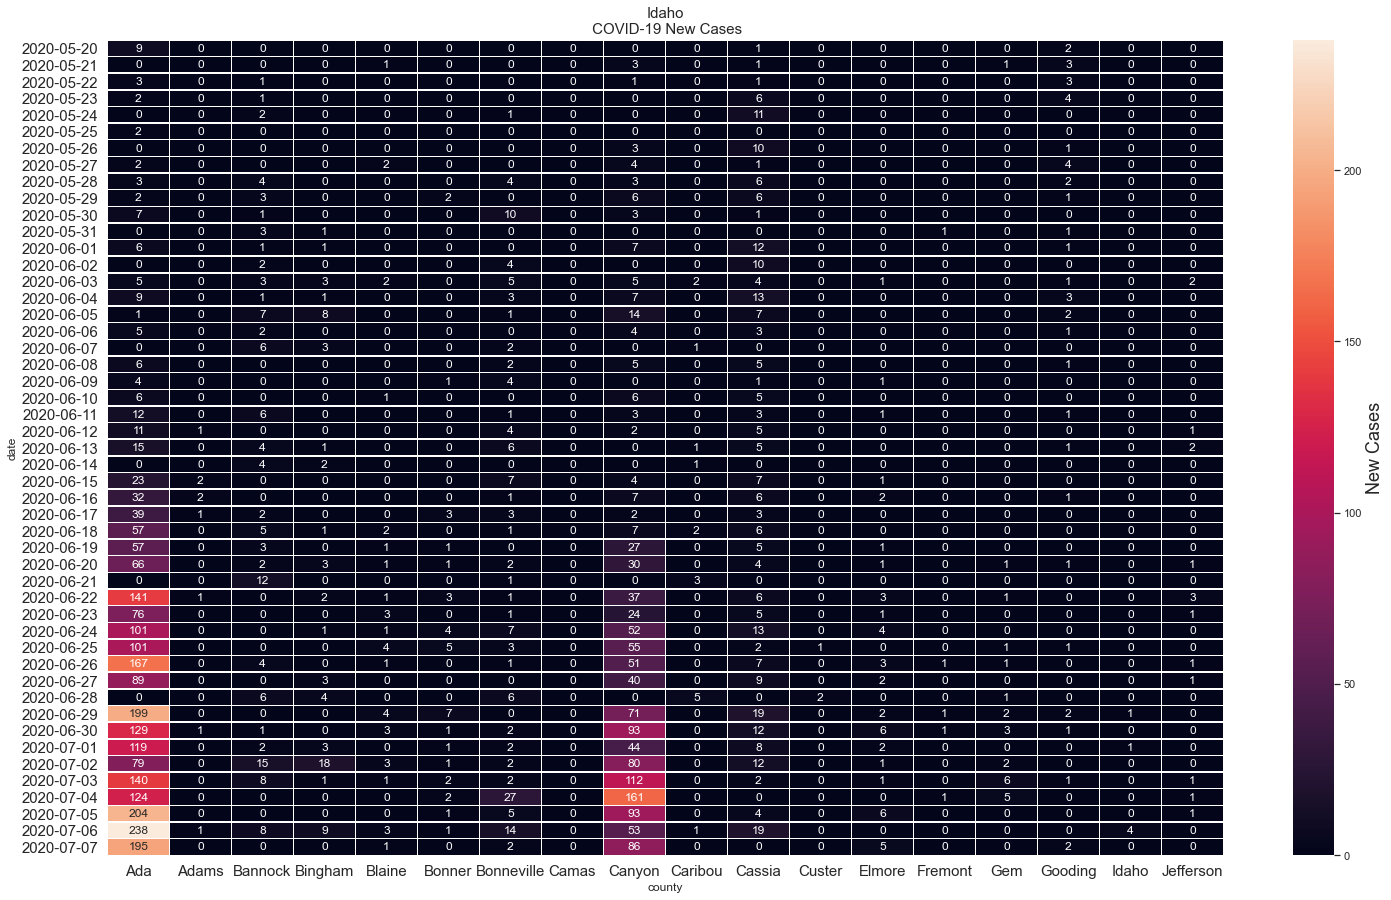 Idaho
COVID-19 New Cases
2020-05-20 9 0 0 0 0 0 0 0 0 0 1 0 0 0 0 2 0 0
2020-05-21 0 0 0 0 1 0 0 0 3 0 1 0 0 0 1 3 0 0
2020-05-22 3 0 1 0 0 0 0 0 1 0 1 0 0 0 0 3 0 0
2020-05-23 2 0 1 0 0 0 0 0 0 0 6 0 0 0 0 4 0 0
2020-05-24 0 0 2 0 0 0 1 0 0 0 11 0 0 0 0 0 0 0
2020-05-25 2 0 0 0 0 0 0 0 0 0 0 0 0 0 0 0 0 0
2020-05-26 0 0 0 0 0 0 0 0 3 0 10 0 0 0 0 1 0 0
2020-05-27 2 0 0 0 2 0 0 0 4 0 1 0 0 0 0 4 0 0
2020-05-28 3 0 4 0 0 0 4 0 3 0 6 0 0 0 0 2 0 0
2020-05-29 2 0 3 0 0 2 0 0 6 0 6 0 0 0 0 1 0 0
2020-05-30 7 0 1 0 0 0 10 0 3 0 1 0 0 0 0 0 0 0
2020-05-31 0 0 3 1 0 0 0 0 0 0 0 0 0 1 0 1 0 0
2020-06-01 6 0 1 1 0 0 0 0 7 0 12 0 0 0 0 1 0 0
2020-06-02 0 0 2 0 0 0 4 0 0 0 10 0 0 0 0 0 0 0
2020-06-03 5 0 3 3 2 0 5 0 5 2 4 0 1 0 0 1 0 2
2020-06-04 9 0 1 1 0 0 3 0 7 0 13 0 0 0 0 3 0 0
2020-06-05 1 0 7 8 0 0 1 0 14 0 7 0 0 0 0 2 0 0
2020-06-06 5 0 2 0 0 0 0 0 4 0 3 0 0 0 0 1 0 0
2020-06-07 0 0 6 3 0 0 2 0 0 1 0 0 0 0 0 0 0 0
2020-06-08 6 0 0 0 0 0 2 0 5 0 5 0 0 0 0 1 0 0
2020-06-09 4 0 0 0 0 1 4 0 0 0 1 0 1 0 0 0 0 0
2020-06-10 6 0 0 0 1 0 0 0 6 0 5 0 0 0 0 0 0 0
2020-06-11 12 0 6 0 0 0 1 0 3 0 3 0 1 0 0 1 0 0
2020-06-12 11 1 0 0 0 0 4 0 2 0 5 0 0 0 0 0 0 1
2020-06-13 15 0 4 1 0 0 6 0 0 1 5 0 0 0 0 1 0 2
2020-06-14 0 0 4 2 0 0 0 0 0 1 0 0 0 0 0 0 0 0
2020-06-15 23 2 0 0 0 0 7 0 4 0 7 0 1 0 0 0 0 0
2020-06-16 32 2 0 0 0 0 1 0 7 0 6 0 2 0 0 1 0 0
2020-06-17 39 1 2 0 0 3 3 0 2 0 3 0 0 0 0 0 0 0
2020-06-18 57 0 5 1 2 0 1 0 7 2 6 0 0 0 0 0 0 0
2020-06-19 57 0 3 0 1 1 0 0 27 0 5 0 1 0 0 0 0 0
2020-06-20 66 0 2 3 1 1 2 0 30 0 4 0 1 0 1 1 0 1
2020-06-21 0 0 12 0 0 0 1 0 0 3 0 0 0 0 0 0 0 0
2020-06-22 141 1 0 2 1 3 1 0 37 0 6 0 3 0 1 0 0 3
2020-06-23 76 0 0 0 3 0 1 0 24 0 5 0 1 0 0 0 0 1
2020-06-24 101 0 0 1 1 4 7 0 52 0 13 0 4 0 0 0 0 0
2020-06-25 101 0 0 0 4 5 3 0 55 0 2 1 0 0 1 1 0 0
2020-06-26 167 0 4 0 1 0 1 0 51 0 7 0 3 1 1 0 0 1
2020-06-27 89 0 0 3 0 0 0 0 40 0 9 0 2 0 0 0 0 1
2020-06-28 0 0 6 4 0 0 6 0 0 5 0 2 0 0 1 0 0 0
2020-06-29 199 0 0 0 4 7 0 0 71 0 19 0 2 1 2 2 1 0
2020-06-30 129 1 1 0 3 1 2 0 93 0 12 0 6 1 3 1 0 0
2020-07-01 119 0 2 3 0 1 2 0 44 0 8 0 2 0 0 0 1 0
2020-07-02 79 0 15 18 3 1 2 0 80 0 12 0 1 0 2 0 0 0
2020-07-03 140 0 8 1 1 2 2 0 112 0 2 0 1 0 6 1 0 1
2020-07-04 124 0 0 0 0 2 27 0 161 0 0 0 0 1 5 0 0 1
2020-07-05 204 0 0 0 0 1 5 0 93 0 4 0 6 0 0 0 0 1
2020-07-06 238 1 8 9 3 1 14 0 53 1 19 0 0 0 0 0 4 0
2020-07-07 195 0 0 0 1 0 2 0 86 0 0 0 5 0 0 2 0 0
Ada Adams Bannock Bingham Blaine Bonner Bonneville Camas Canyon Caribou Cassia Custer Elmore Fremont Gem Gooding Idaho Jefferson
county
date
200
150
100
50
0
New Cases